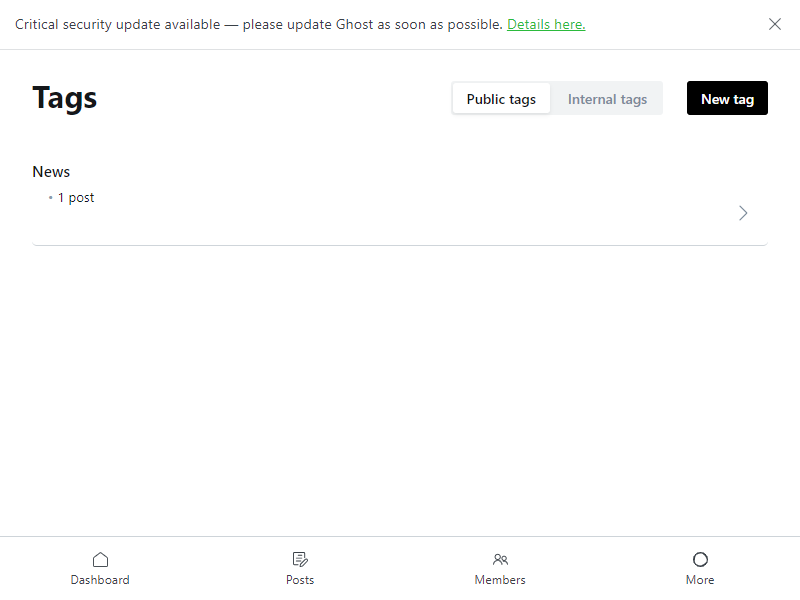 Critical security update available — please update Ghost as soon as possible. Details here.
Tags
Public tags
Internal tags
New tag
News
• 1 post
Dashboard
Posts
Members
More